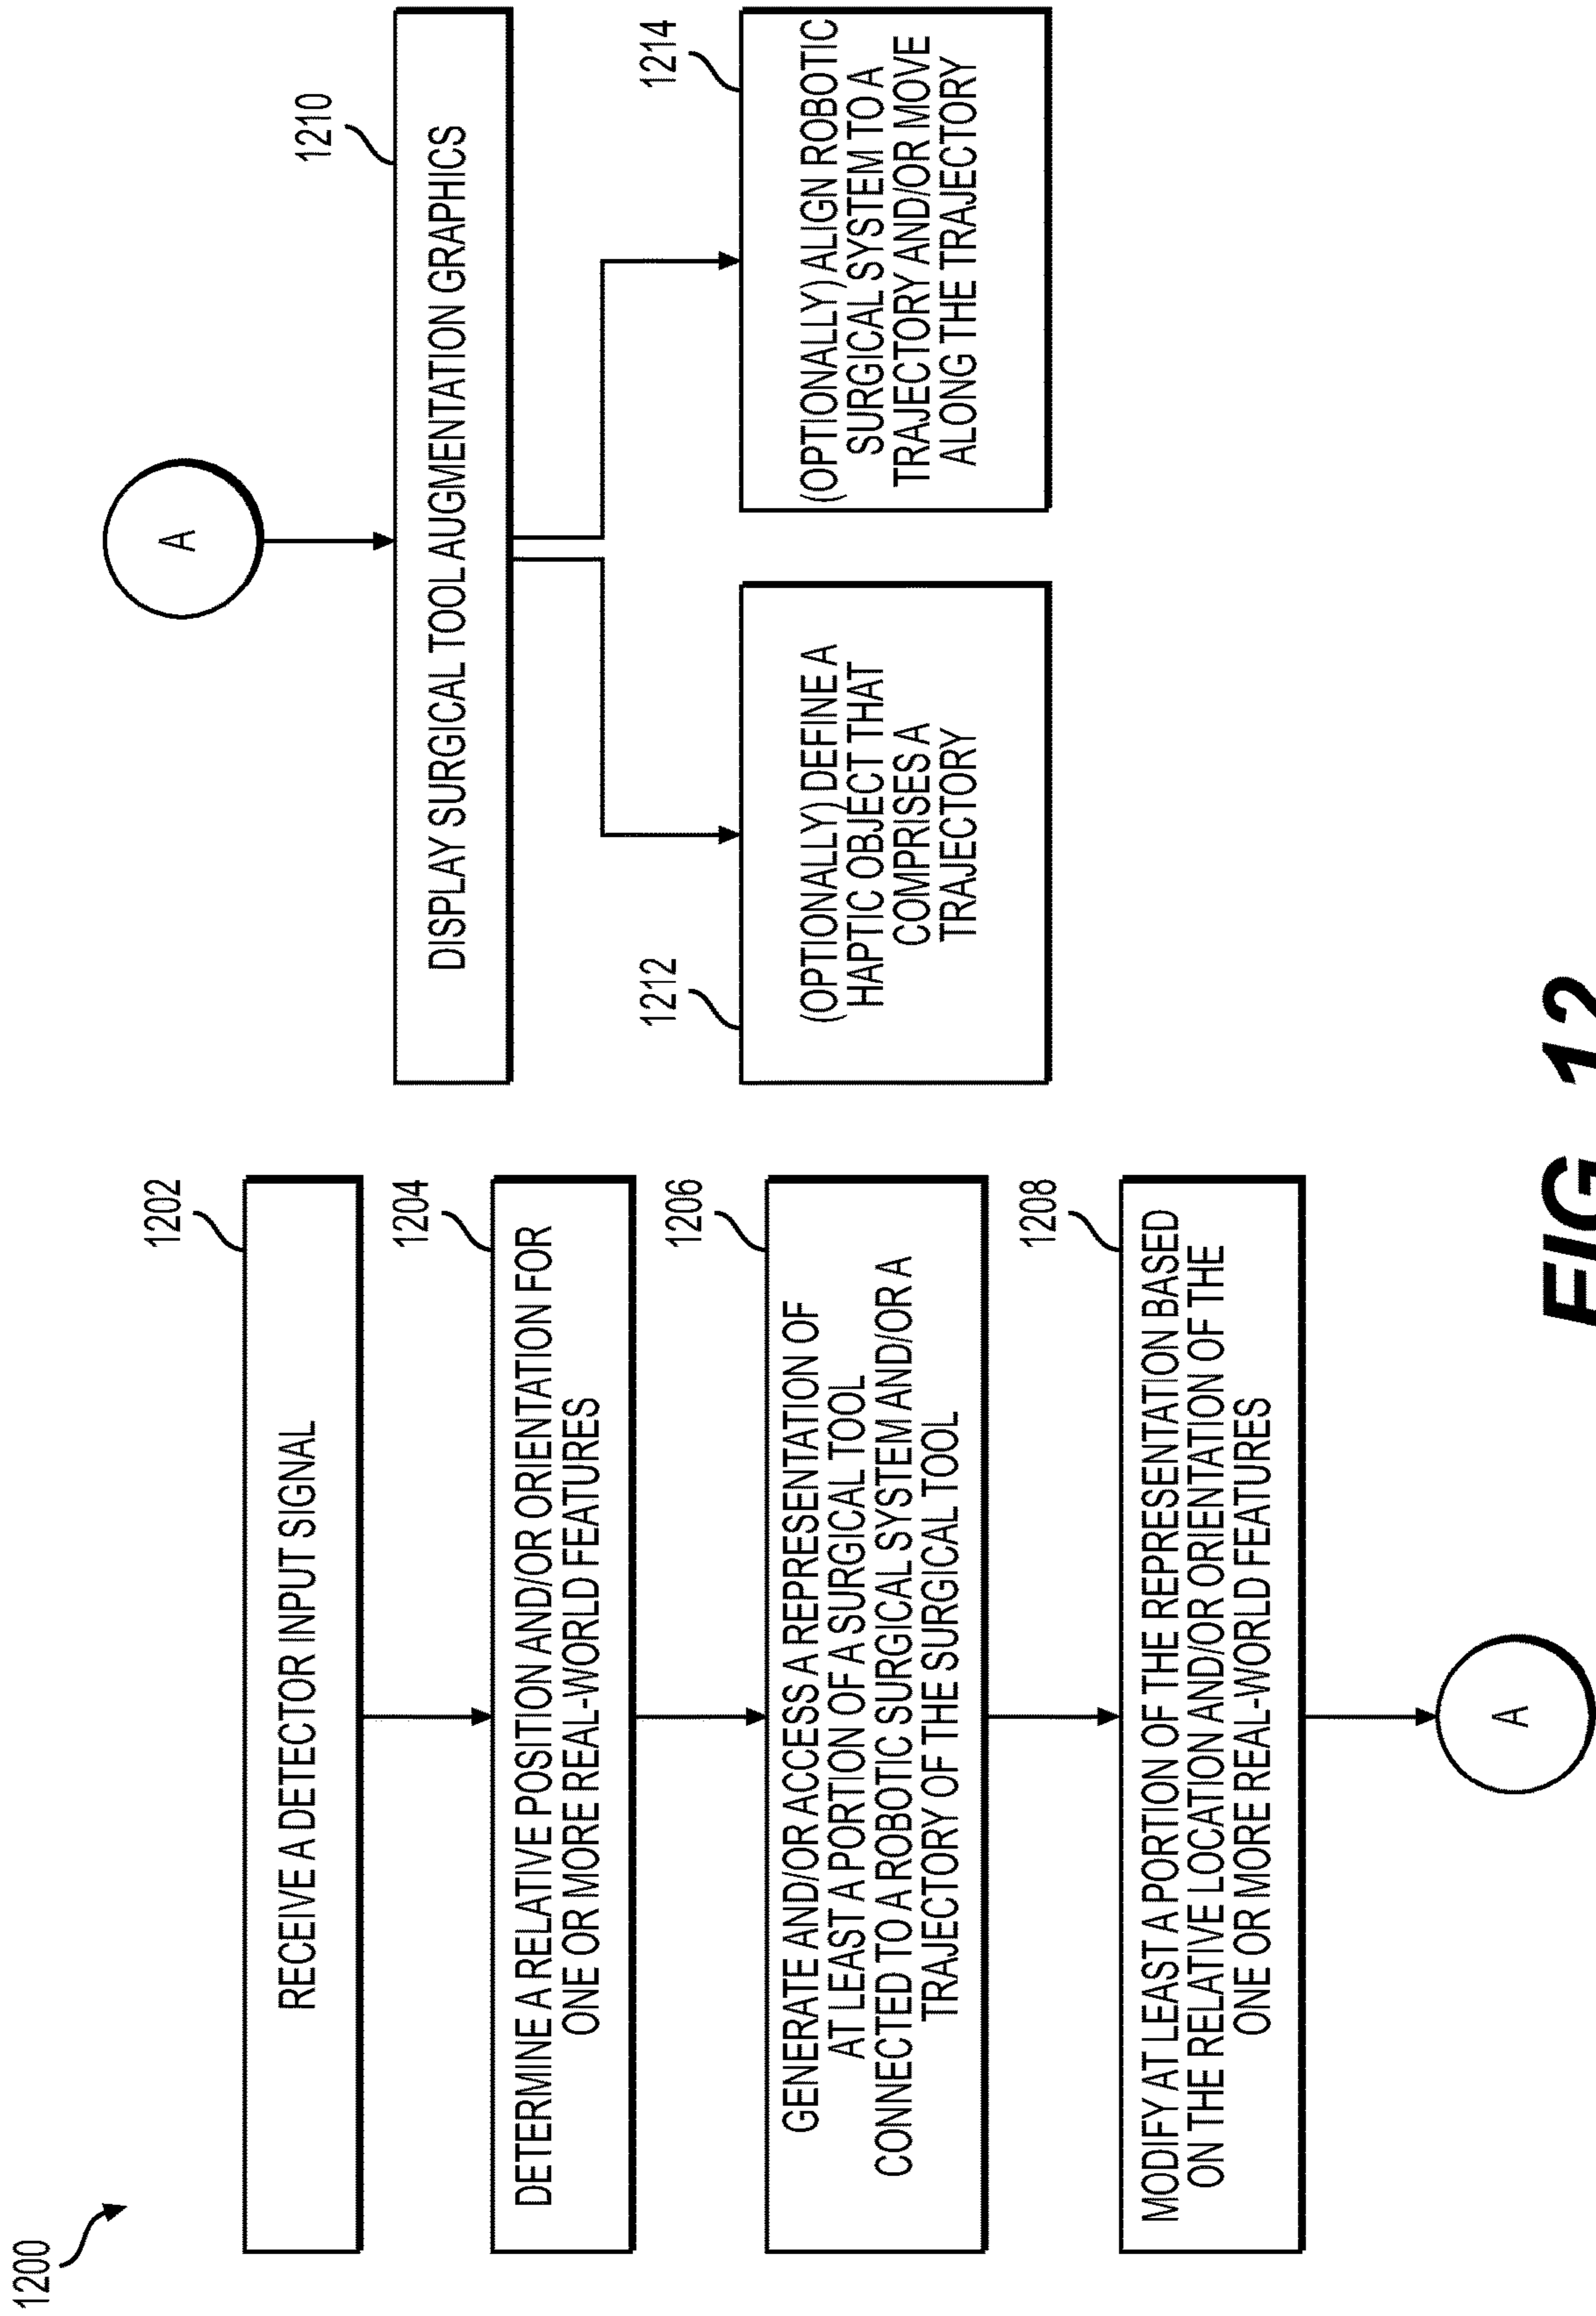 1200
1202
RECEIVE A DETECTOR INPUT SIGNAL
1204
DETERMINE A RELATIVE POSITION AND/OR ORIENTATION FOR
ONE OR MORE REAL-WORLD FEATURES
1206
GENERATE AND/OR ACCESS A REPRESENTATION OF
AT LEAST A PORTION OF A SURGICAL TOOL
CONNECTED TO A ROBOTIC SURGICAL SYSTEM AND/OR A
TRAJECTORY OF THE SURGICAL TOOL
1208
MODIFY AT LEAST A PORTION OF THE REPRESENTATION BASED
ON THE RELATIVE LOCATION AND/OR ORIENTATION OF THE
ONE OR MORE REAL-WORLD FEATURES
A
A
1210
DISPLAY SURGICAL TOOL AUGMENTATION GRAPHICS
1212
(OPTIONALLY) DEFINE A
HAPTIC OBJECT THAT
COMPRISES A
TRAJECTORY
1214
(OPTIONALLY) ALIGN ROBOTIC
SURGICAL SYSTEM TO A
TRAJECTORY AND/OR MOVE
ALONG THE TRAJECTORY
FIG. 12